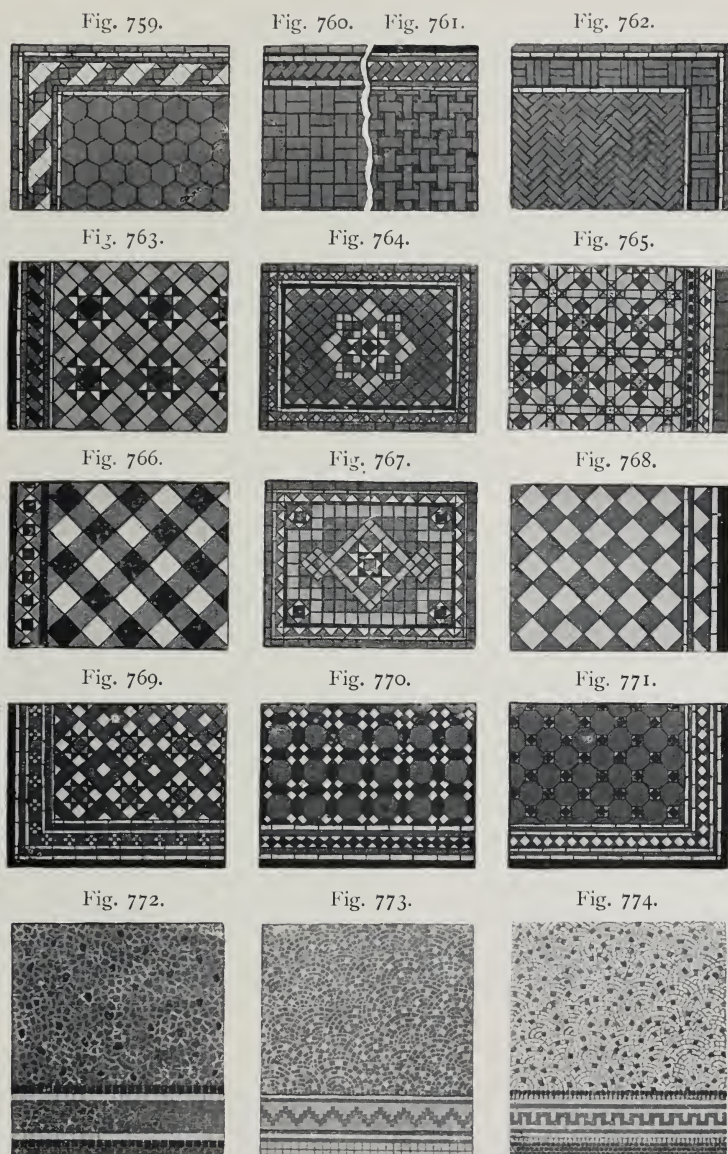 Fig. 759. Fig. 760. Fig. 761. Fig. 762.
Fig. 763. Fig. 764. Fig. 765.
Fig. 766. Fig. 767. Fig. 768.
Fig. 769. Fig. 770. Fig. 771.
Fig. 772. Fig. 773. Fig. 774.